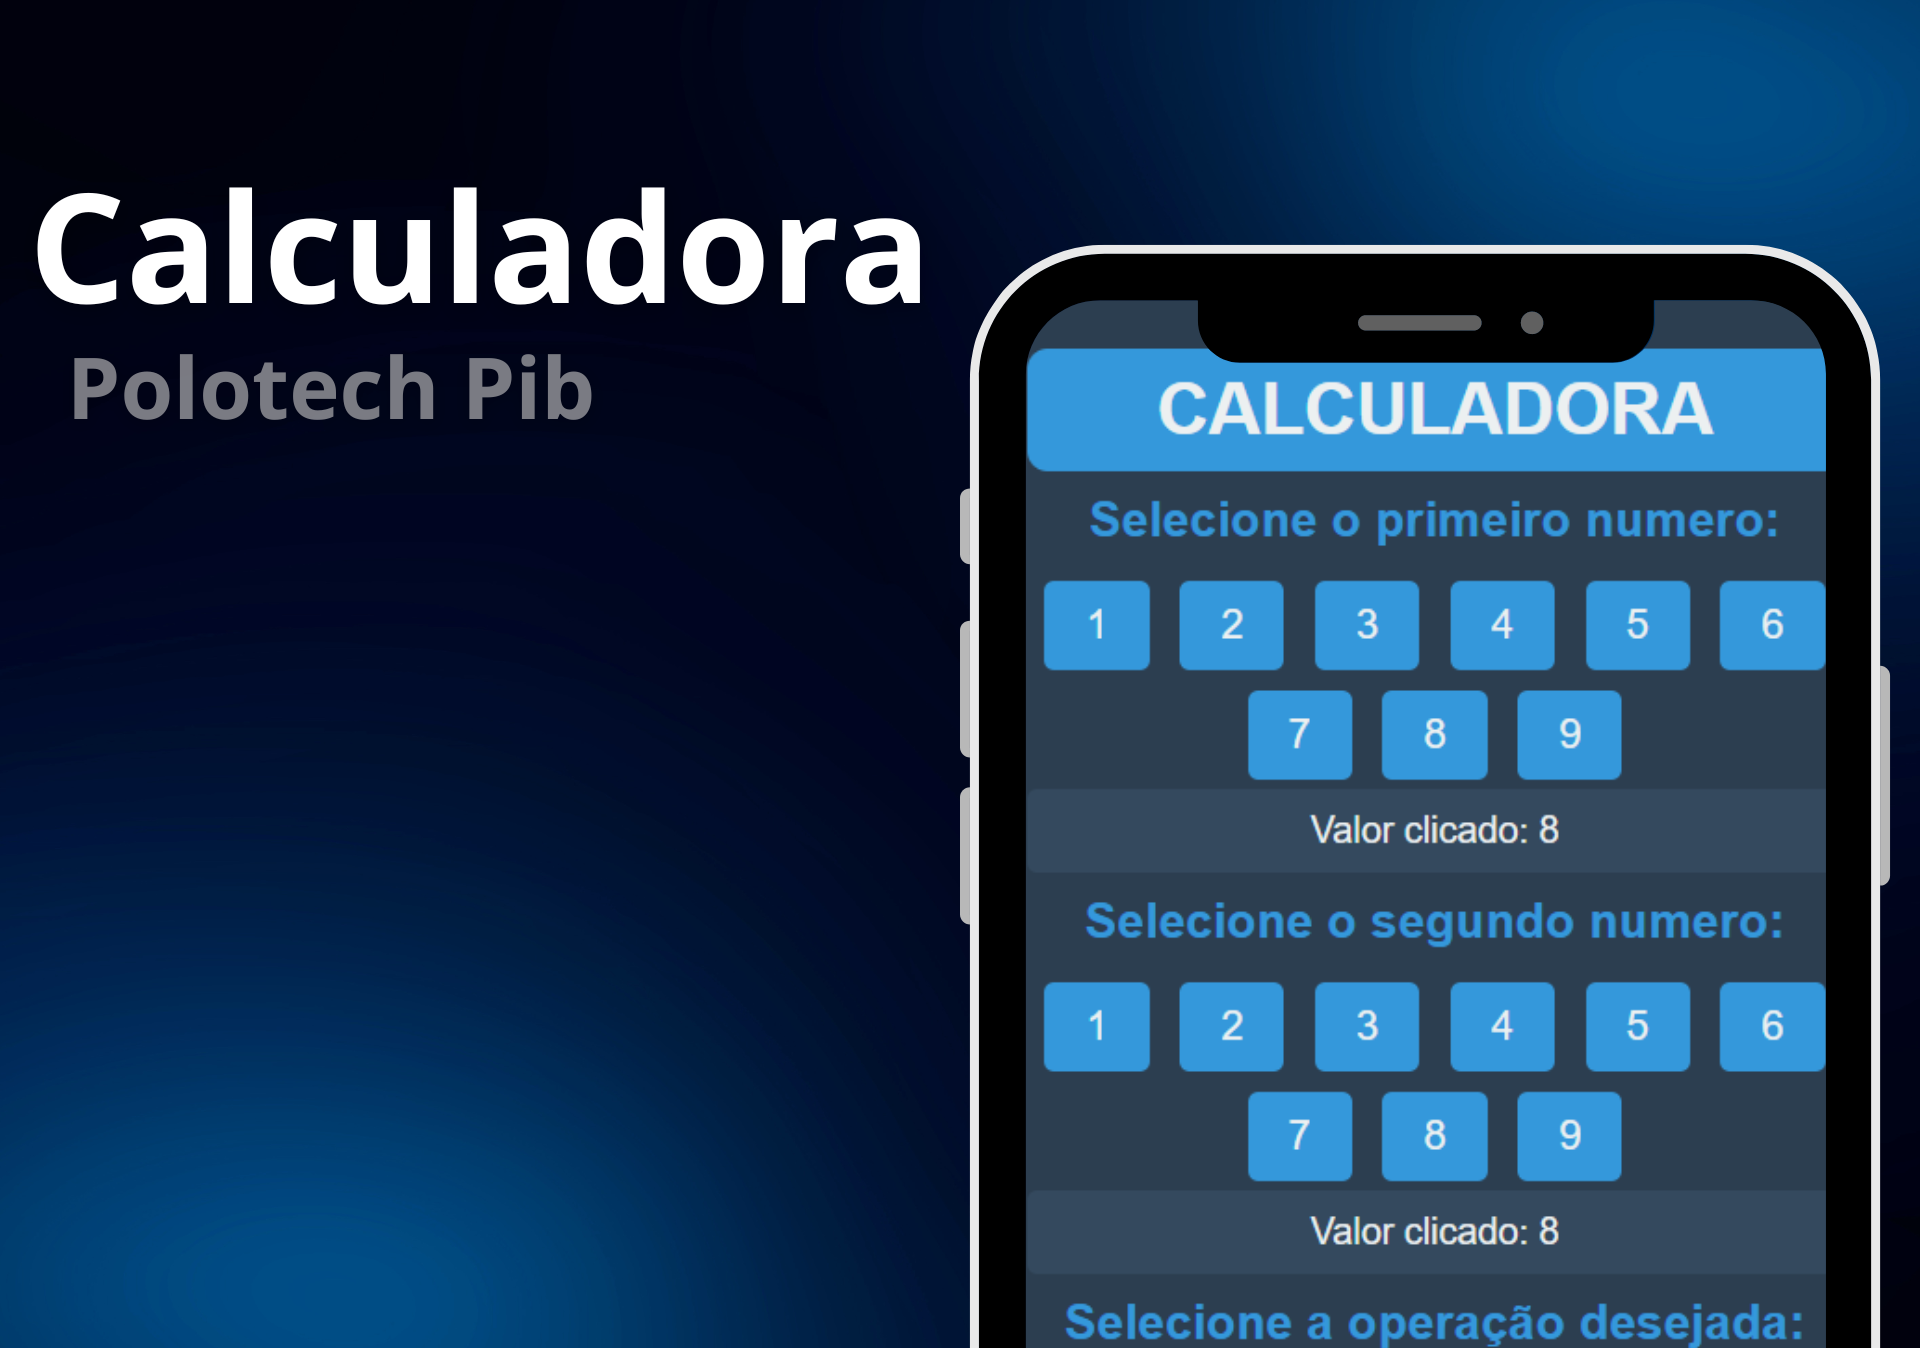 Calculadora
Polotech Pib
CALCULADORA
Selecione o primeiro numero:
1 2 3 4 5 6
7 8 9
Valor clicado: 8
Selecione o segundo numero:
1 2 3 4 5 6
7 8 9
Valor clicado: 8
Selecione a operação desejada: